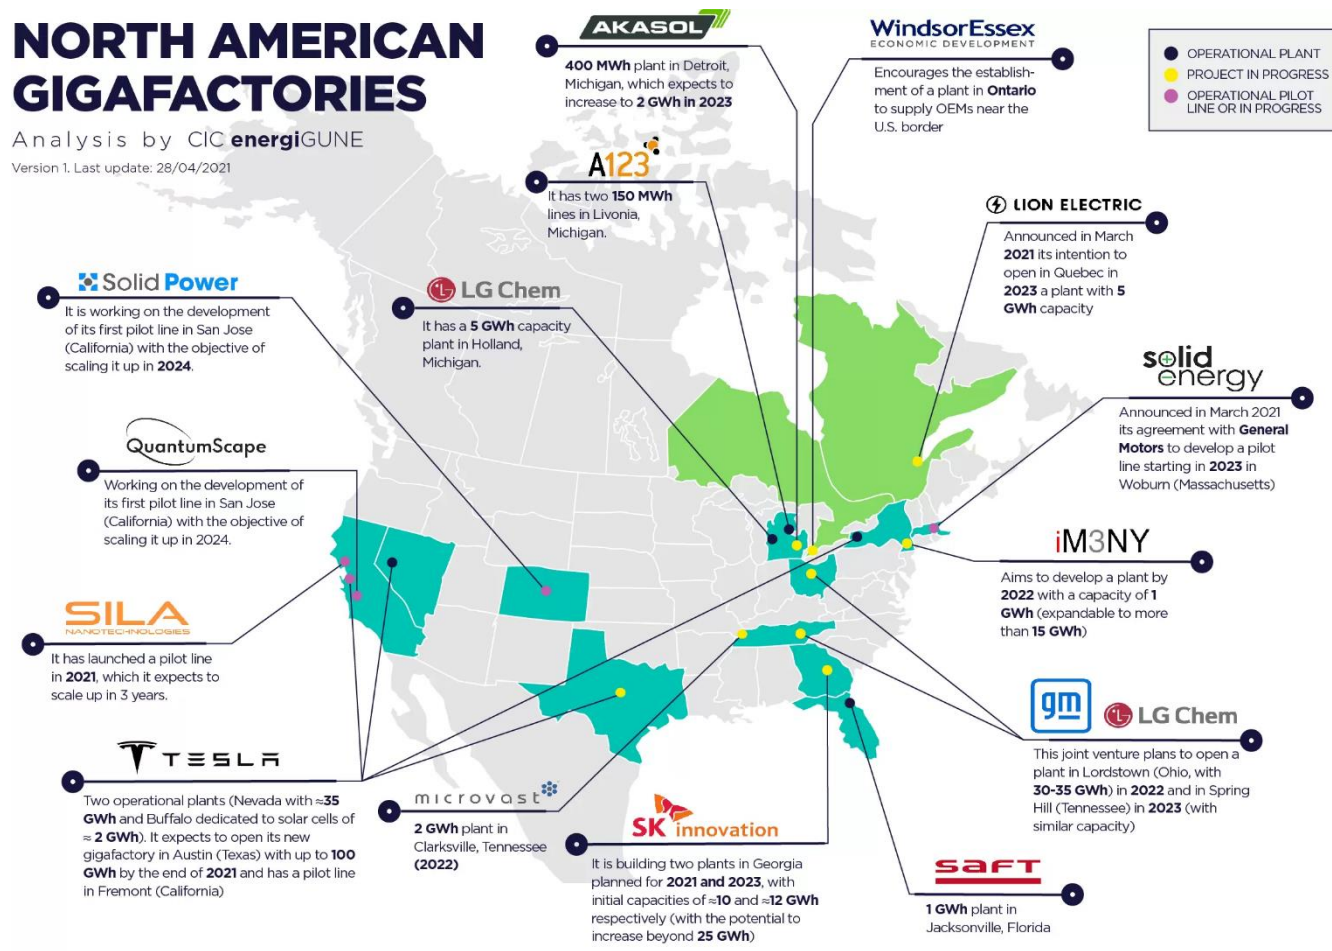 NORTH AMERICAN
GIGAFACTORIES
Analysis by CIC energiGUNE
Version 1. Last update: 28/04/2021
AKASOL
400 MWh plant in Detroit,
Michigan, which expects to
increase to 2 GWh in 2023
WindsorEssex
ECONOMIC DEVELOPMENT
Encourages the establish-
ment of a plant in Ontario
to supply OEMs near the
U.S. border
OPERATIONAL PLANT
PROJECT IN PROGRESS
OPERATIONAL PILOT
LINE OR IN PROGRESS
A123
It has two 150 MWh
lines in Livonia,
Michigan.
LION ELECTRIC
Announced in March
2021 its intention to
open in Quebec in
2023 a plant with 5
GWh capacity
Solid Power
It is working on the development
of its first pilot line in San Jose
(California) with the objective of
scaling it up in 2024.
LG Chem
It has a 5 GWh capacity
plant in Holland,
Michigan.
solid
energy
Announced in March 2021
its agreement with General
Motors to develop a pilot
line starting in 2023 in
Woburn (Massachusetts)
QuantumScape
Working on the development of
its first pilot line in San Jose
(California) with the objective of
scaling it up in 2024.
iM3NY
Aims to develop a plant by
2022 with a capacity of 1
GWh (expandable to more
than 15 GWh)
SILA
NANOTECHNOLOGIES
It has launched a pilot line
in 2021, which it expects to
scale up in 3 years.
gm LG Chem
This joint venture plans to open a
plant in Lordstown (Ohio, with
30-35 GWh) in 2022 and in Spring
Hill (Tennessee) in 2023 (with
similar capacity)
TESLA
Two operational plants (Nevada with ≈35
GWh and Buffalo dedicated to solar cells of
≈ 2 GWh). It expects to open its new
gigafactory in Austin (Texas) with up to 100
GWh by the end of 2021 and has a pilot line
in Fremont (California)
microvast
2 GWh plant in
Clarksville, Tennessee
(2022)
SK innovation
It is building two plants in Georgia
planned for 2021 and 2023, with
initial capacities of ≈10 and ≈12 GWh
respectively (with the potential to
increase beyond 25 GWh)
saft
1 GWh plant in
Jacksonville, Florida